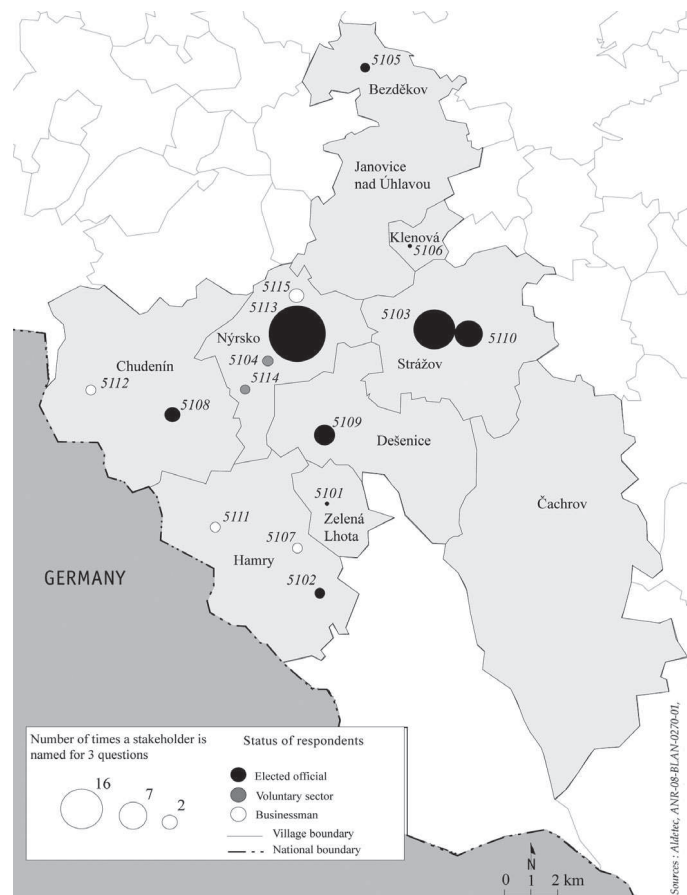 5105
Bezděkov
Janovice
nad Úhlavou
Klenová
5106
5115
5113
Nýrsko
5103
5110
Strážov
5104
5114
Chudenín
5112
5108
5109
Dešenice
5101
Zelená
Lhota
Čachrov
5111
5107
Hamry
5102
GERMANY
Number of times a stakeholder is
named for 3 questions
16
7
2
Status of respondents
Elected official
Voluntary sector
Businessman
Village boundary
National boundary
N
0 1 2 km
Sources : Aldetec, ANR-08-BLAN-0270-01,